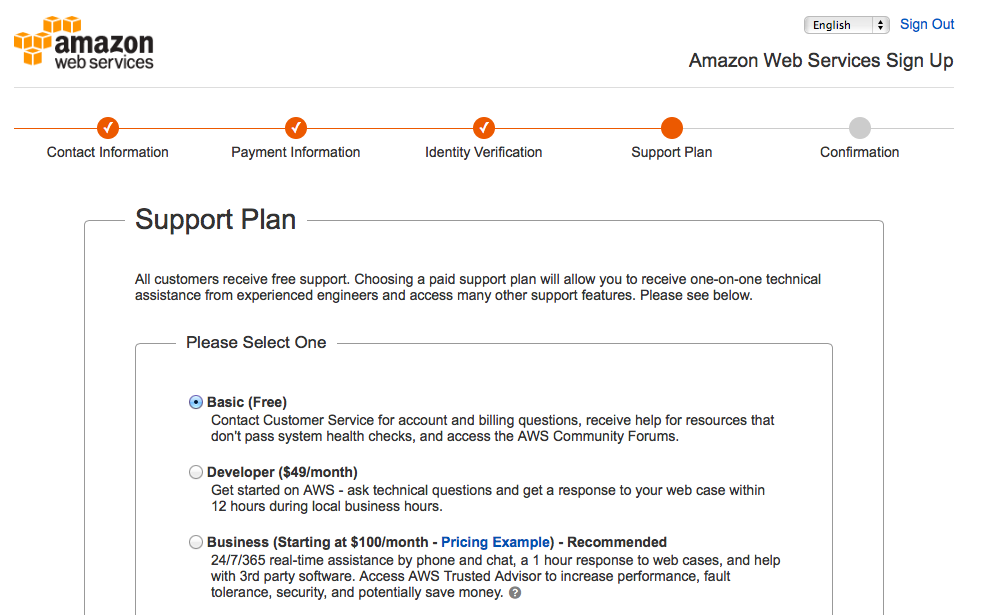 English
Sign Out
amazon
web services
Amazon Web Services Sign Up
Contact Information
Payment Information
Identity Verification
Support Plan
Confirmation
Support Plan
All customers receive free support. Choosing a paid support plan will allow you to receive one-on-one technical
assistance from experienced engineers and access many other support features. Please see below.
Please Select One
Basic (Free)
Contact Customer Service for account and billing questions, receive help for resources that
don't pass system health checks, and access the AWS Community Forums.
Developer ($49/month)
Get started on AWS - ask technical questions and get a response to your web case within
12 hours during local business hours.
Business (Starting at $100/month - Pricing Example) - Recommended
24/7/365 real-time assistance by phone and chat, a 1 hour response to web cases, and help
with 3rd party software. Access AWS Trusted Advisor to increase performance, fault
tolerance, security, and potentially save money. ?